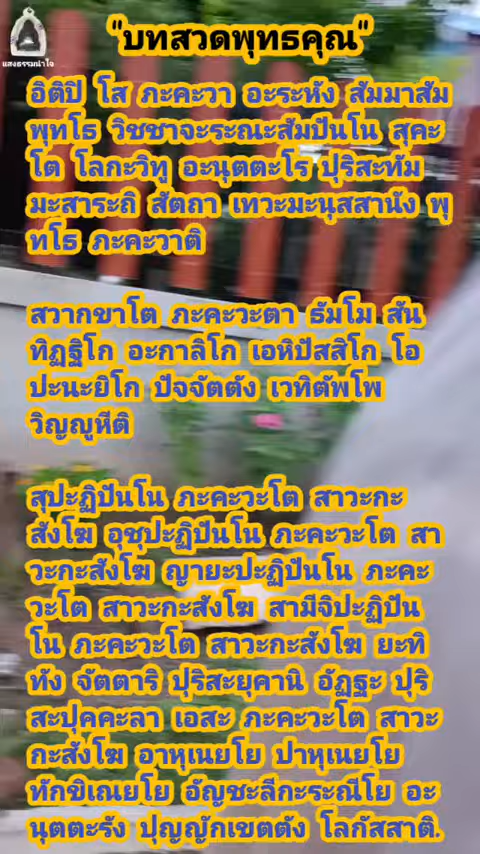 "บทสวดพุทธคุณ"
แสงธรรมนำใจ
อิติปิ โส ภะคะวา อะระหัง สัมมาสัม
พุทโธ วิชชาจะระณะสัมปันโน สุคะ
โต โลกะวิทู อะนุตตะโร ปุริสะทัม
มะสาระถิ สัตถา เทวะมะนุสสานัง พุ
ทโธ ภะคะวาติ
สวากขาโต ภะคะวะตา ธัมโม สัน
ทิฏฐิโก อะกาลิโก เอหิปัสสิโก โอ
ปะนะยิโก ปัจจัตตัง เวทิตัพโพ
วิญญูหีติ
สุปะฏิปันโน ภะคะวะโต สาวะกะ
สังโฆ อุชุปะฏิปันโน ภะคะวะโต สา
วะกะสังโฆ ญายะปะฏิปันโน ภะคะ
วะโต สาวะกะสังโฆ สามีจิปะฏิปัน
โน ภะคะวะโต สาวะกะสังโฆ ยะทิ
ทัง จัตตาริ ปุริสะยุคานิ อัฏฐะ ปุริ
สะปุคคะลา เอสะ ภะคะวะโต สาวะ
กะสังโฆ อาหุเนยโย ปาหุเนยโย
ทักขิเณยโย อัญชะลีกะระณีโย อะ
นุตตะรัง ปุญญักเขตตัง โลกัสสาติ.